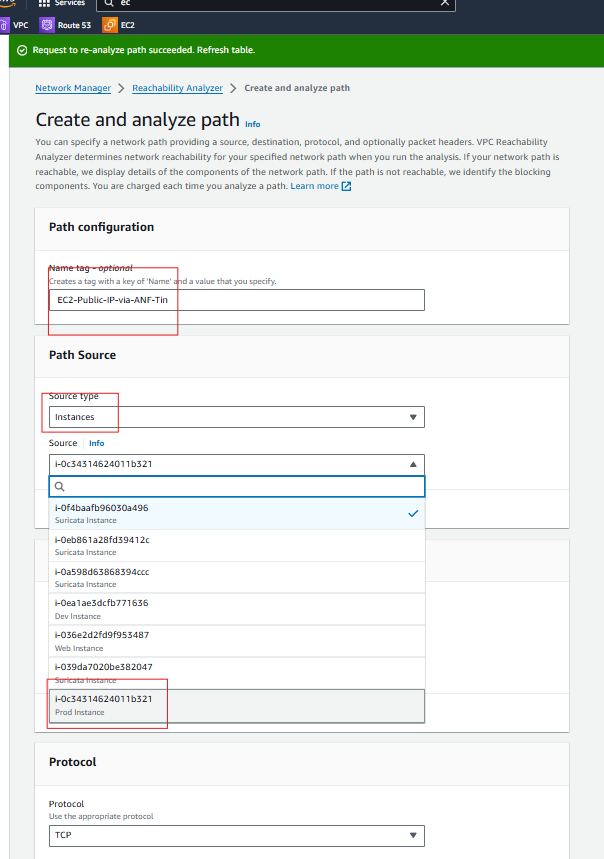 Services
ec
VPC Route 53 EC2
Request to re-analyze path succeeded. Refresh table.
Network Manager > Reachability Analyzer > Create and analyze path
Create and analyze path Info
You can specify a network path providing a source, destination, protocol, and optionally packet headers. VPC Reachability
Analyzer determines network reachability for your specified network path when you run the analysis. If your network path is
reachable, we display details of the components of the network path. If the path is not reachable, we identify the blocking
components. You are charged each time you analyze a path. Learn more
Path configuration
Name tag - optional
Creates a tag with a key of 'Name' and a value that you specify.
EC2-Public-IP-via-ANF-Tin
Path Source
Source type
Instances
Source Info
i-0c34314624011b321
i-0f4baafb96030a496
Suricata Instance
i-0eb861a28fd39412c
Suricata Instance
i-0a598d63868394ccc
Suricata Instance
i-0ea1ae3dcfb771636
Dev Instance
i-036e2d2fd9f953487
Web Instance
i-039da7020be382047
Suricata Instance
i-0c34314624011b321
Prod Instance
Protocol
Protocol
Use the appropriate protocol
TCP